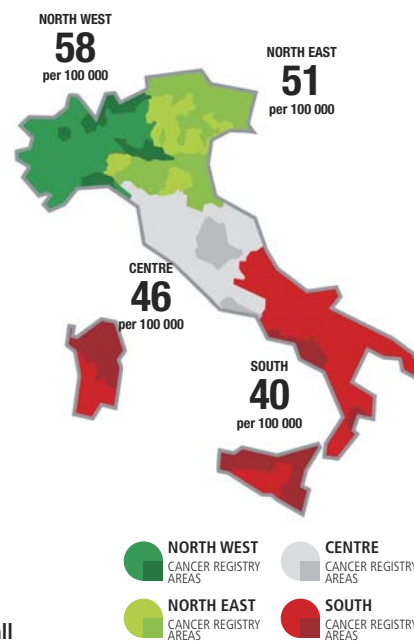 NORTH WEST
58
per 100 000
NORTH EAST
51
per 100 000
CENTRE
46
per 100 000
SOUTH
40
per 100 000
NORTH WEST
CANCER REGISTRY
AREAS
CENTRE
CANCER REGISTRY
AREAS
NORTH EAST
CANCER REGISTRY
AREAS
SOUTH
CANCER REGISTRY
AREAS